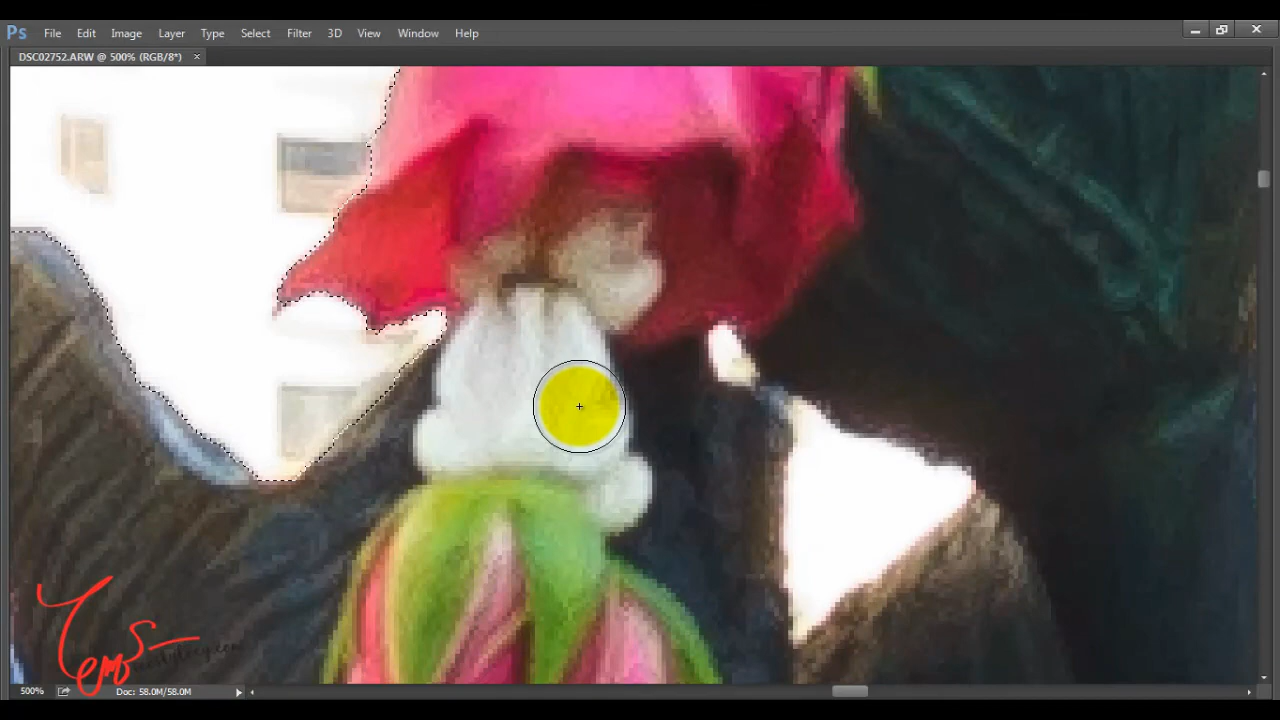 Ps File Edit Image Layer Type Select Filter 3D View Window Help
DSC02752.ARW @ 500% (RGB/8*) ×
500% Doc: 58.0M/58.0M